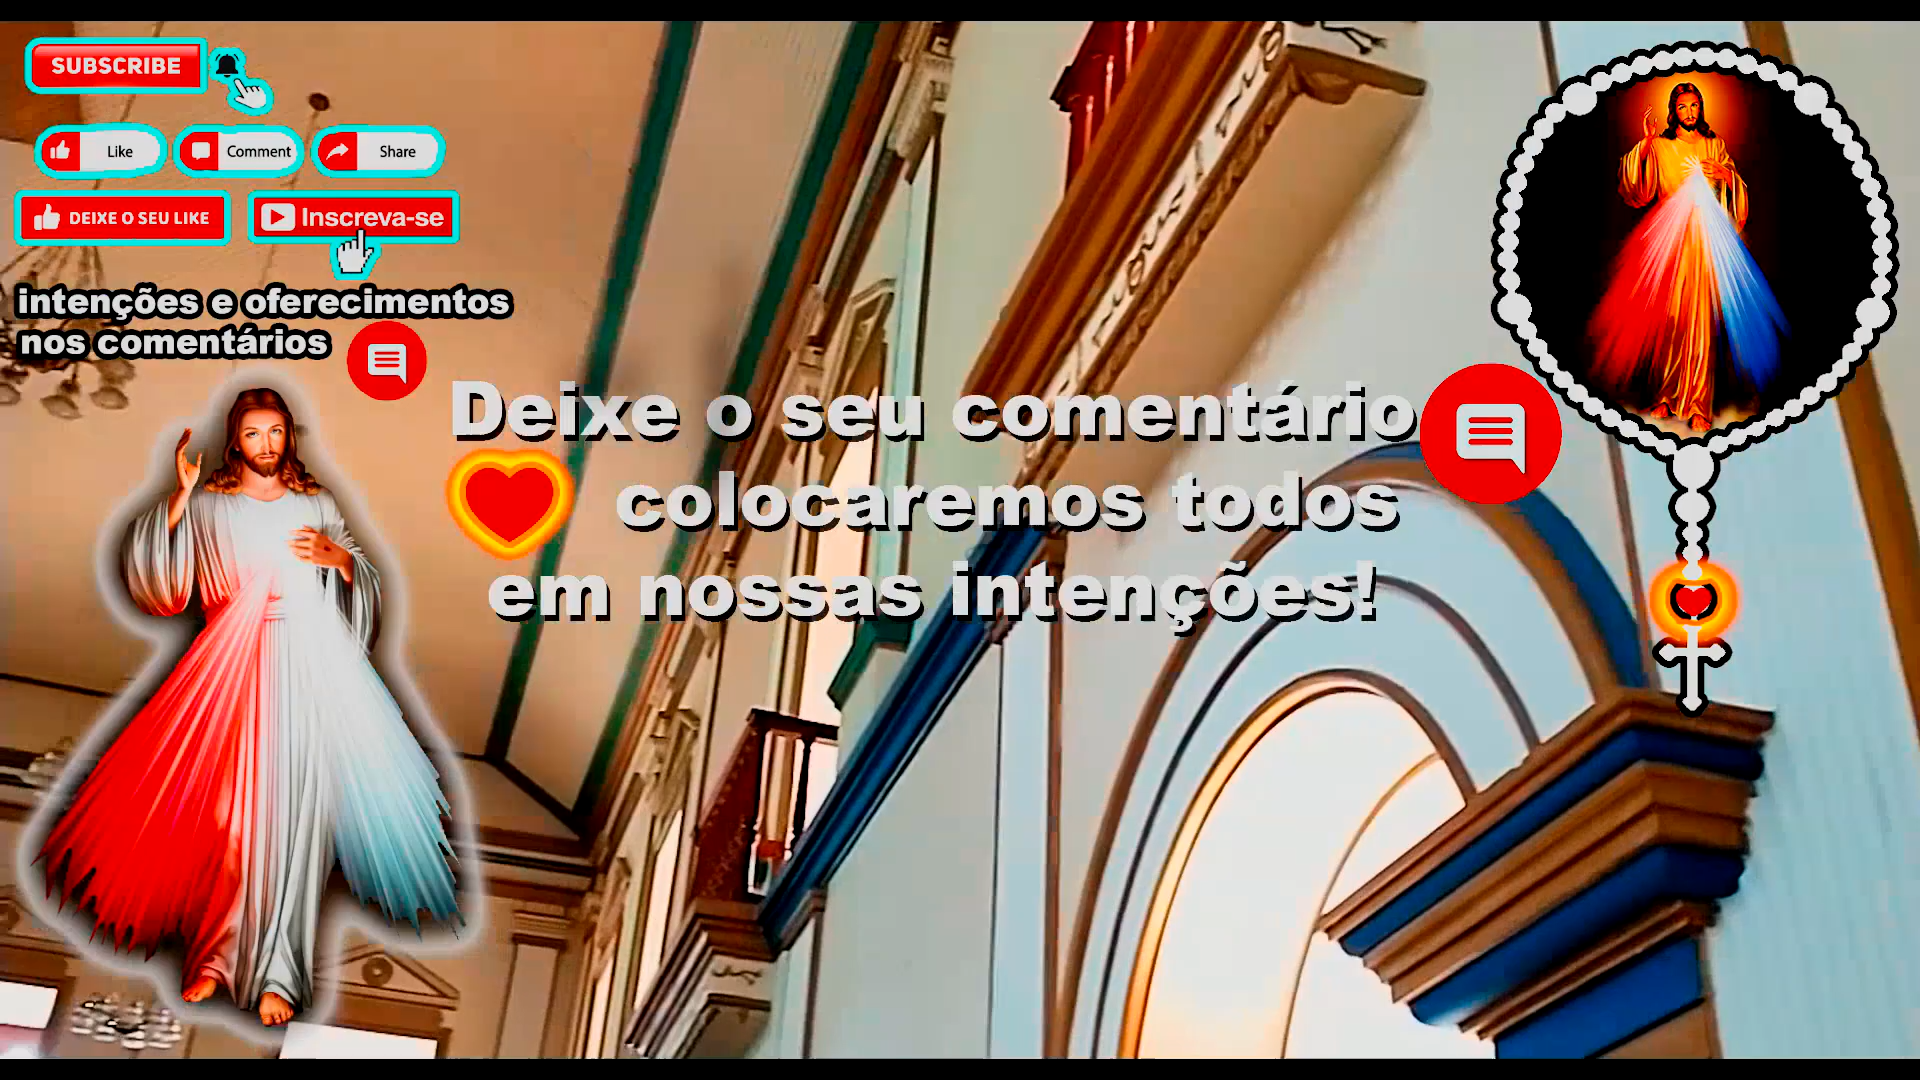 SUBSCRIBE
Like
Comment
Share
DEIXE O SEU LIKE
Inscreva-se
intenções e oferecimentos
nos comentários
Deixe o seu comentário
colocaremos todos
em nossas intenções!